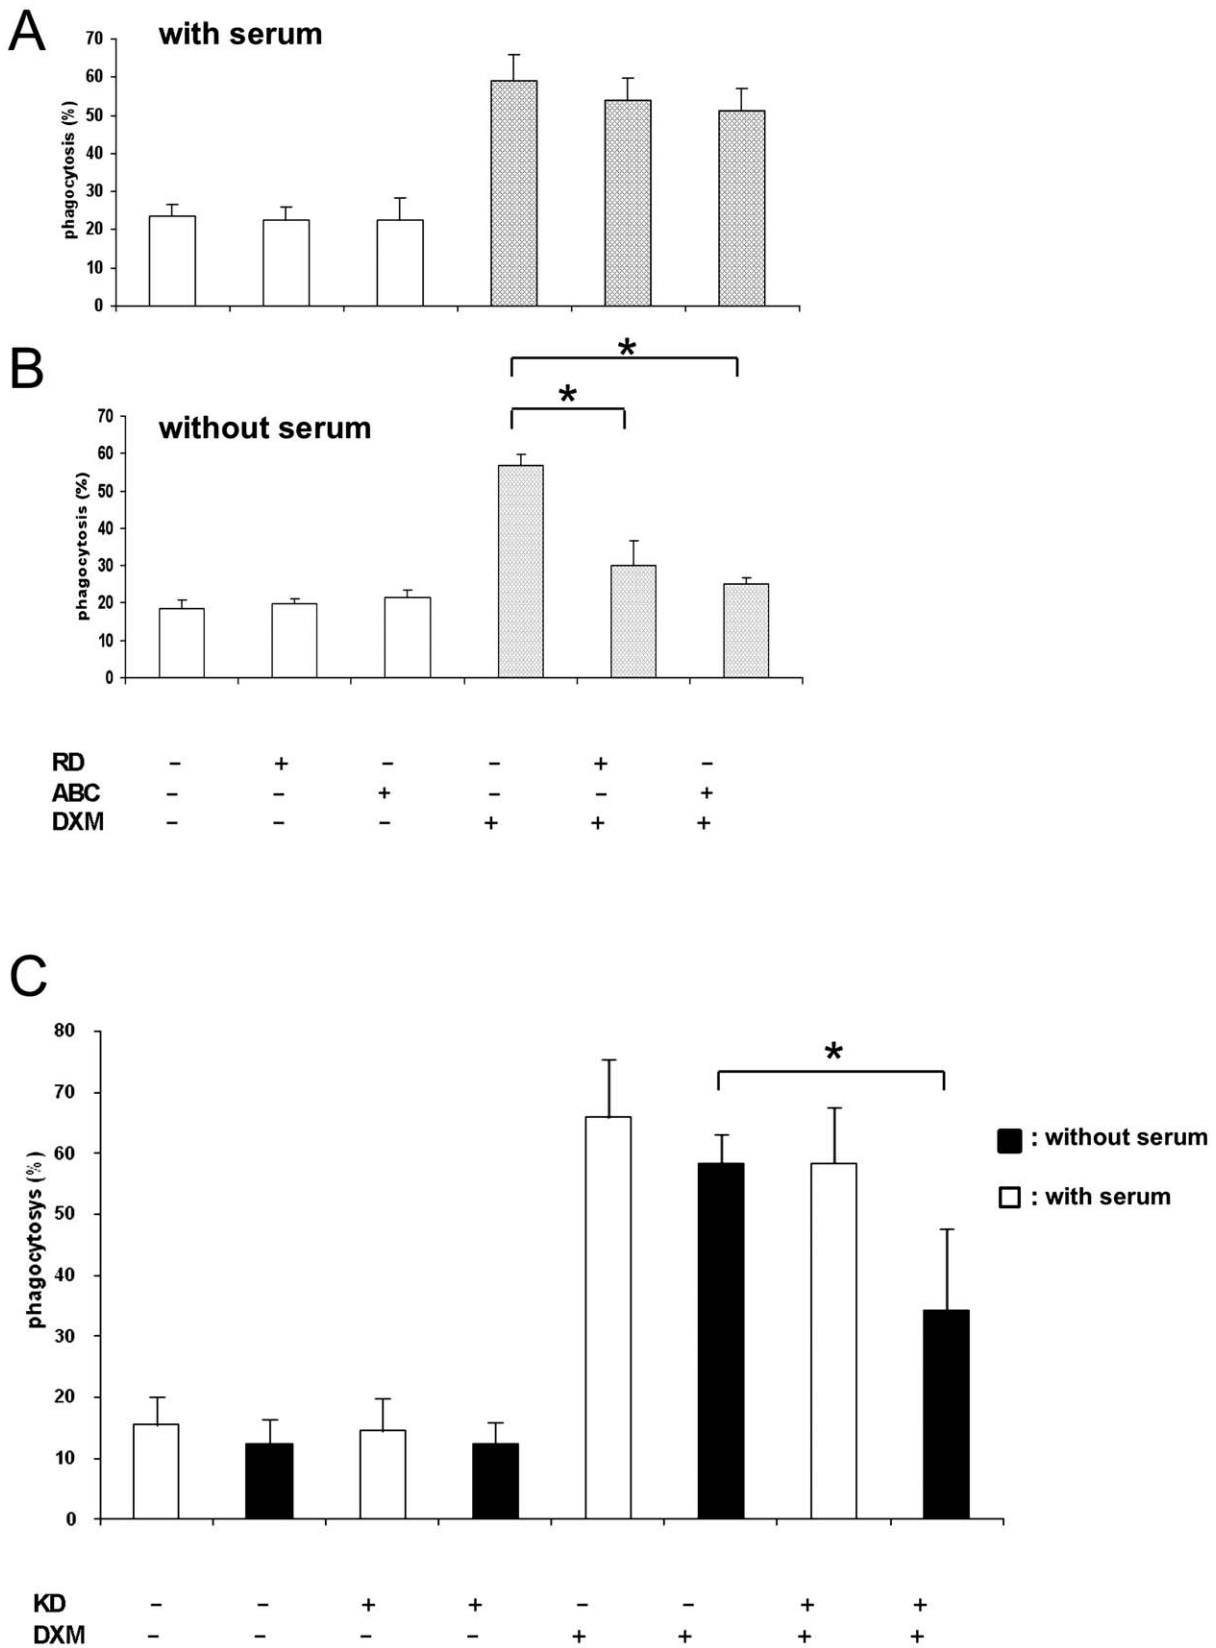 A
with serum
phagocytosis (%)
70
60
50
40
30
20
10
0
B
without serum
phagocytosis (%)
70
60
50
40
30
20
10
0
*
*
RD - + - - + -
ABC - - + - - +
DXM - - - + + +
C
phagocytosys (%)
80
70
60
50
40
30
20
10
0
*
: without serum
: with serum
KD - - + + - - + +
DXM - - - - + + + +